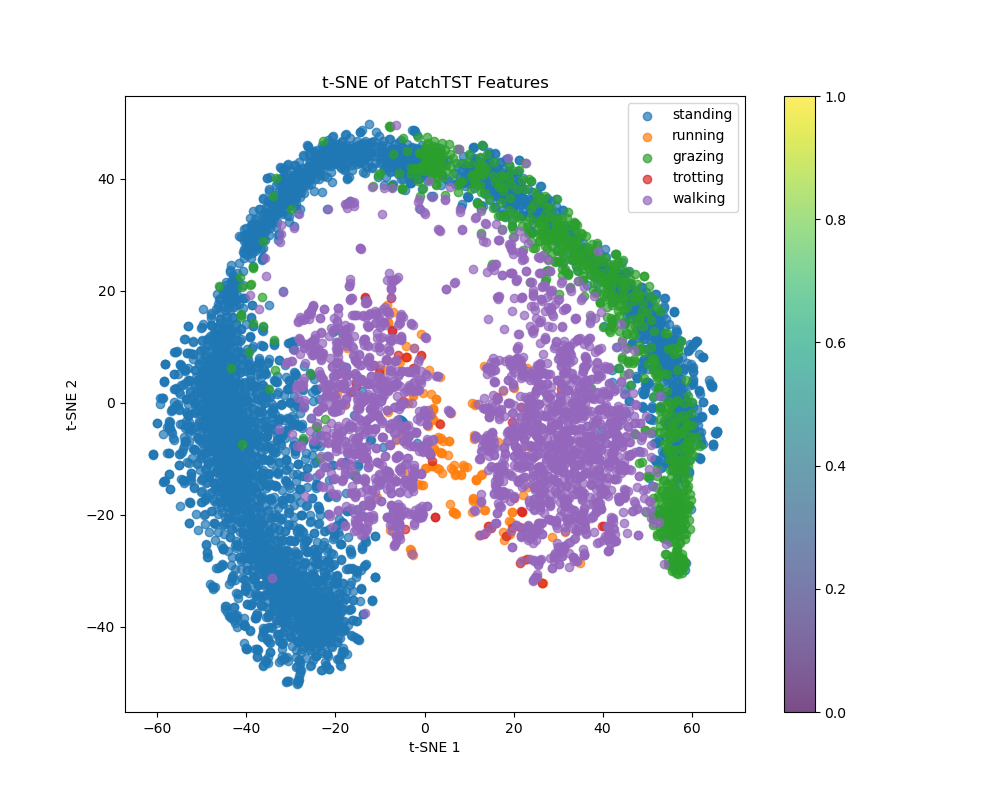 t-SNE of PatchTST Features
standing
running
grazing
trotting
walking
40
20
0
−20
−40
t-SNE 2
−60
−40
−20
0
20
40
60
t-SNE 1
1.0
0.8
0.6
0.4
0.2
0.0